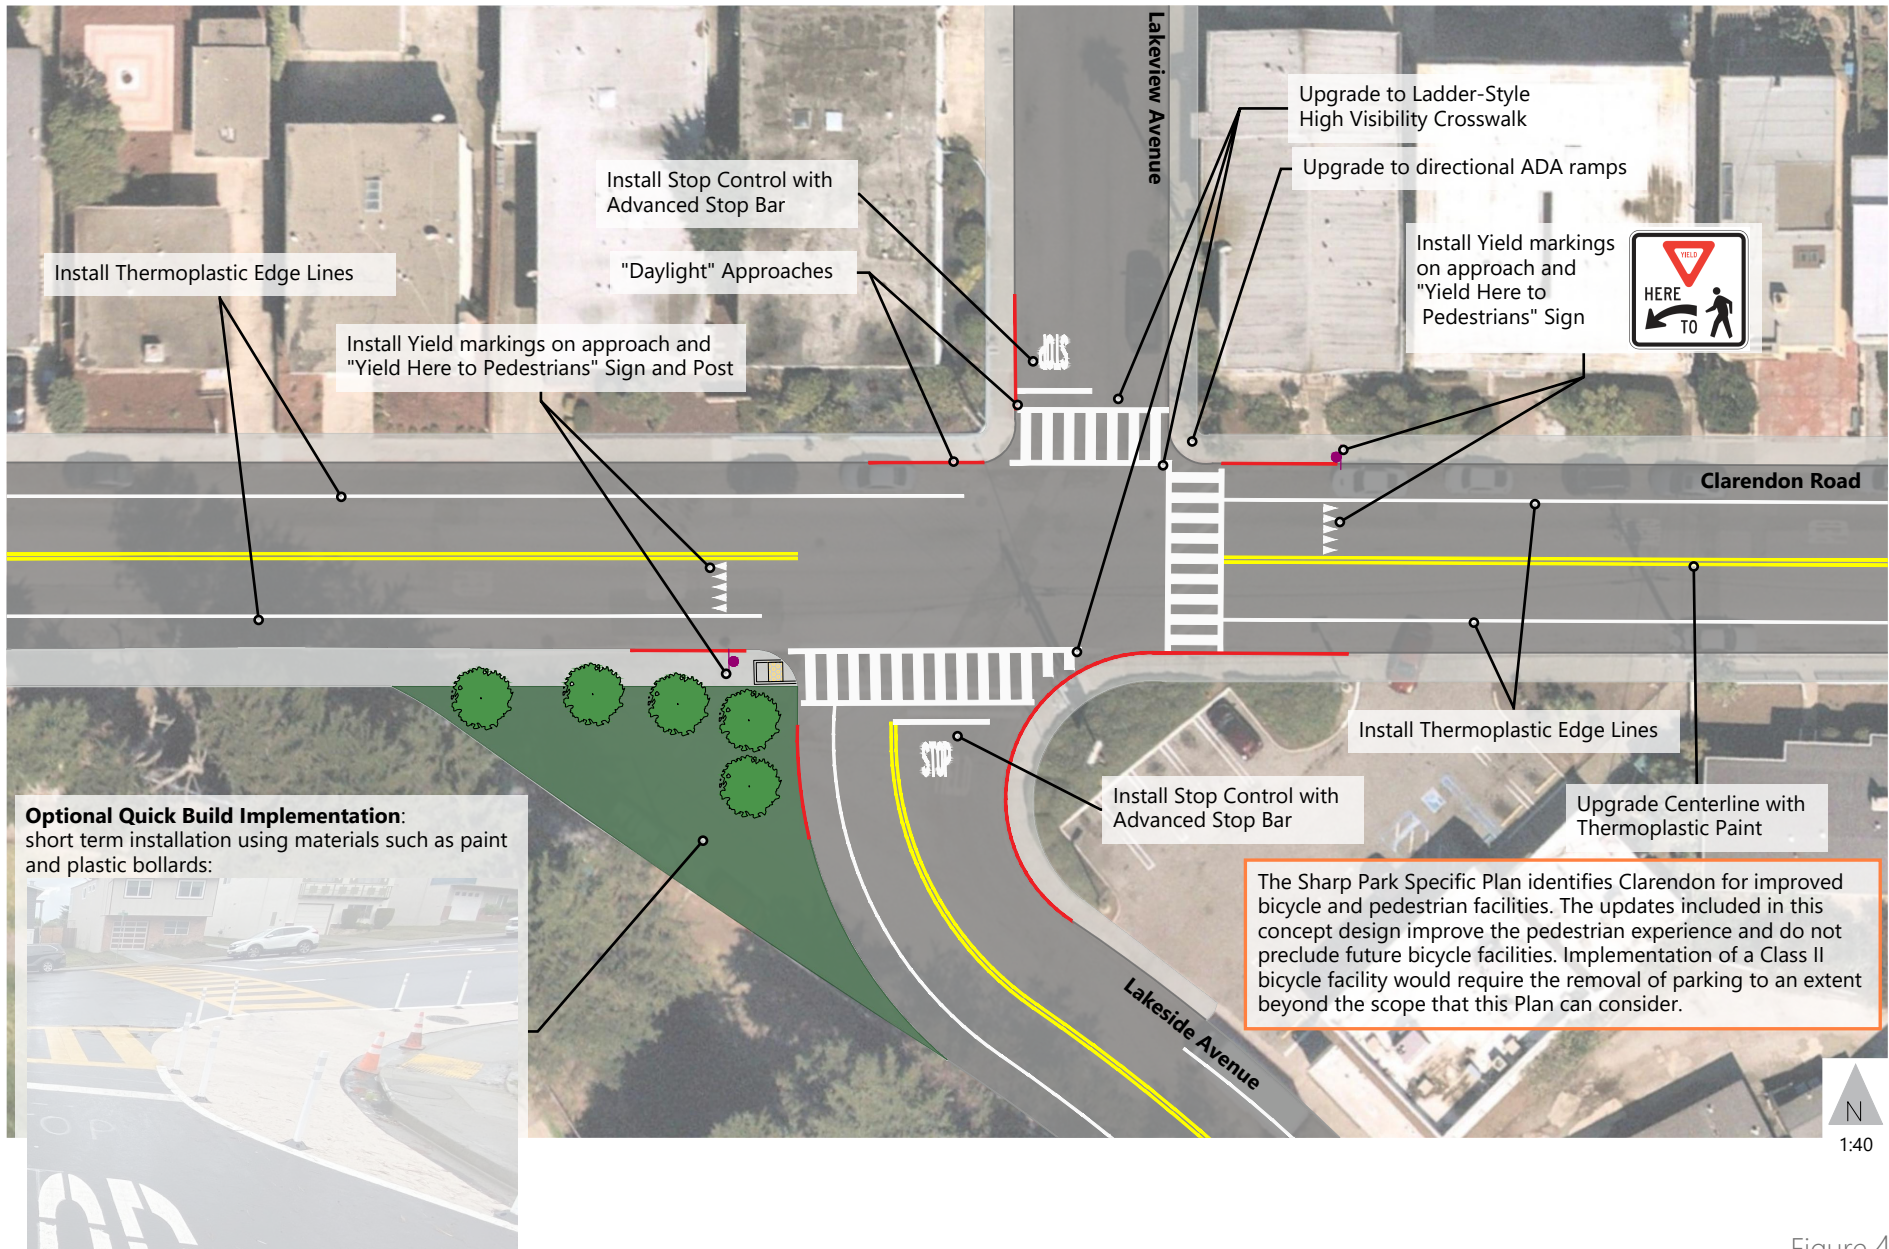 Lakeview Avenue
Upgrade to Ladder-Style
High Visibility Crosswalk
Upgrade to directional ADA ramps
Install Stop Control with
Advanced Stop Bar
Install Yield markings
on approach and
"Yield Here to
Pedestrians" Sign
YIELD
HERE
TO
"Daylight" Approaches
Install Thermoplastic Edge Lines
Install Yield markings on approach and
"Yield Here to Pedestrians" Sign and Post
STOP
Clarendon Road
STOP
Install Thermoplastic Edge Lines
Install Stop Control with
Advanced Stop Bar
Upgrade Centerline with
Thermoplastic Paint
Optional Quick Build Implementation:
short term installation using materials such as paint
and plastic bollards:
The Sharp Park Specific Plan identifies Clarendon for improved
bicycle and pedestrian facilities. The updates included in this
concept design improve the pedestrian experience and do not
preclude future bicycle facilities. Implementation of a Class II
bicycle facility would require the removal of parking to an extent
beyond the scope that this Plan can consider.
Lakeside Avenue
N
1:40
Figure 4